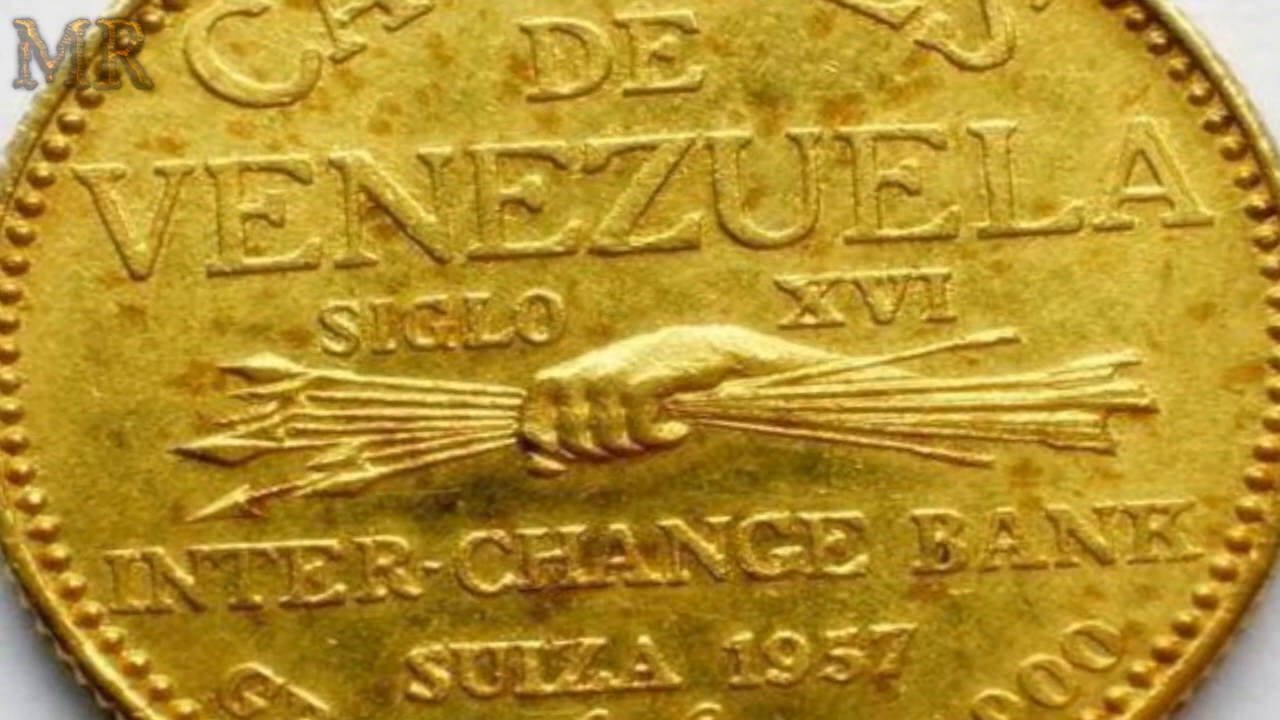 MR
DE
VENEZUELA
SIGLO XVI
INTER-CHANGE BANK
SUIZA 1957